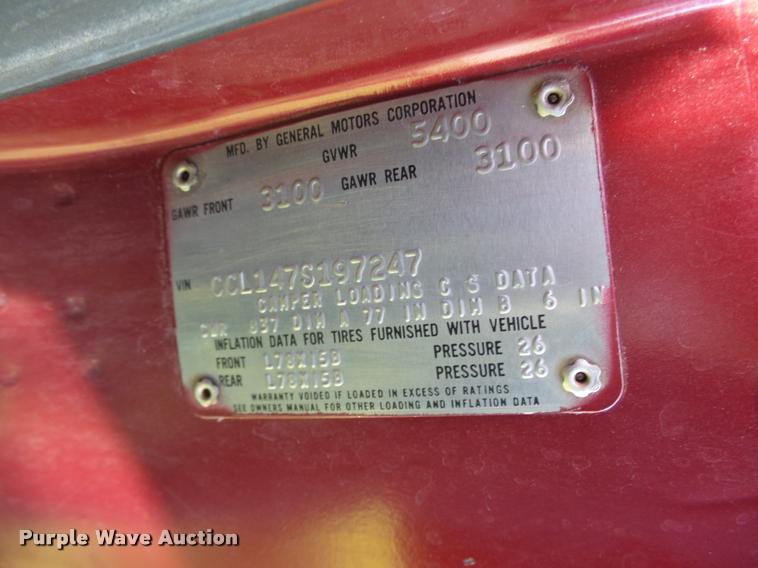 MFD. BY GENERAL MOTORS CORPORATION
GVWR 5400
GAWR FRONT 3100 GAWR REAR 3100
VIN CCL147S197247
CAMPER LOADING C G DATA
CWR 837 DIM A 77 IN DIM B 6 IN
INFLATION DATA FOR TIRES FURNISHED WITH VEHICLE
FRONT L78X15B PRESSURE 26
REAR L78X15B PRESSURE 26
WARRANTY VOIDED IF LOADED IN EXCESS OF RATINGS
SEE OWNERS MANUAL FOR OTHER LOADING AND INFLATION DATA
Purple Wave Auction